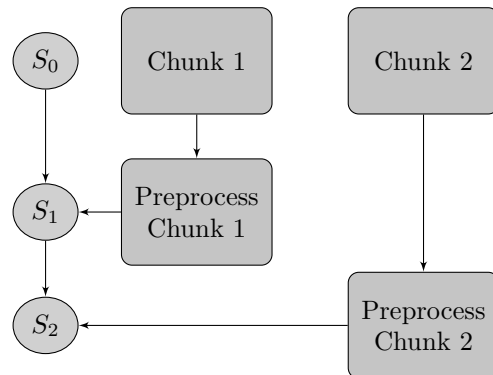 S₀
Chunk 1
Chunk 2
Preprocess
Chunk 1
S₁
S₂
Preprocess
Chunk 2